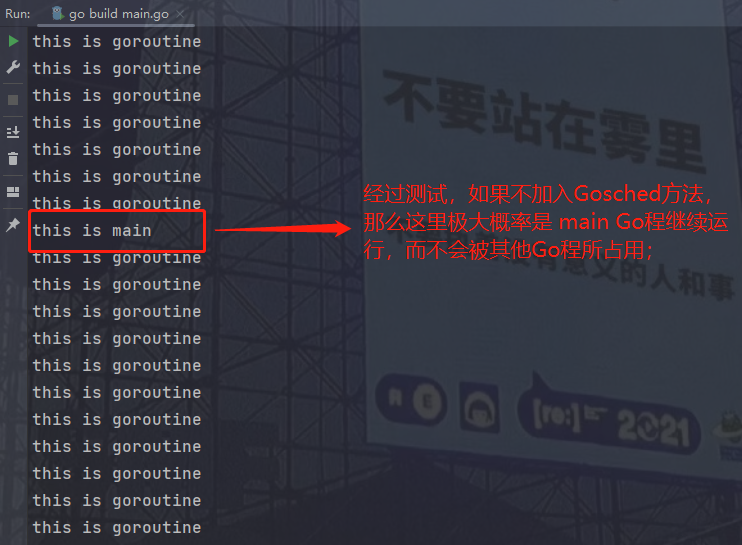 Run:
go build main.go
this is goroutine
this is goroutine
this is goroutine
this is goroutine
this is goroutine
this is goroutine
this is goroutine
this is main
this is goroutine
this is goroutine
this is goroutine
this is goroutine
this is goroutine
this is goroutine
this is goroutine
this is goroutine
this is goroutine
this is goroutine
this is goroutine
经过测试，如果不加入Gosched方法，
那么这里极大概率是 main Go程继续运
行，而不会被其他Go程所占用；
不要站在雾里
有意义的人和事
R E
[re:]
2021